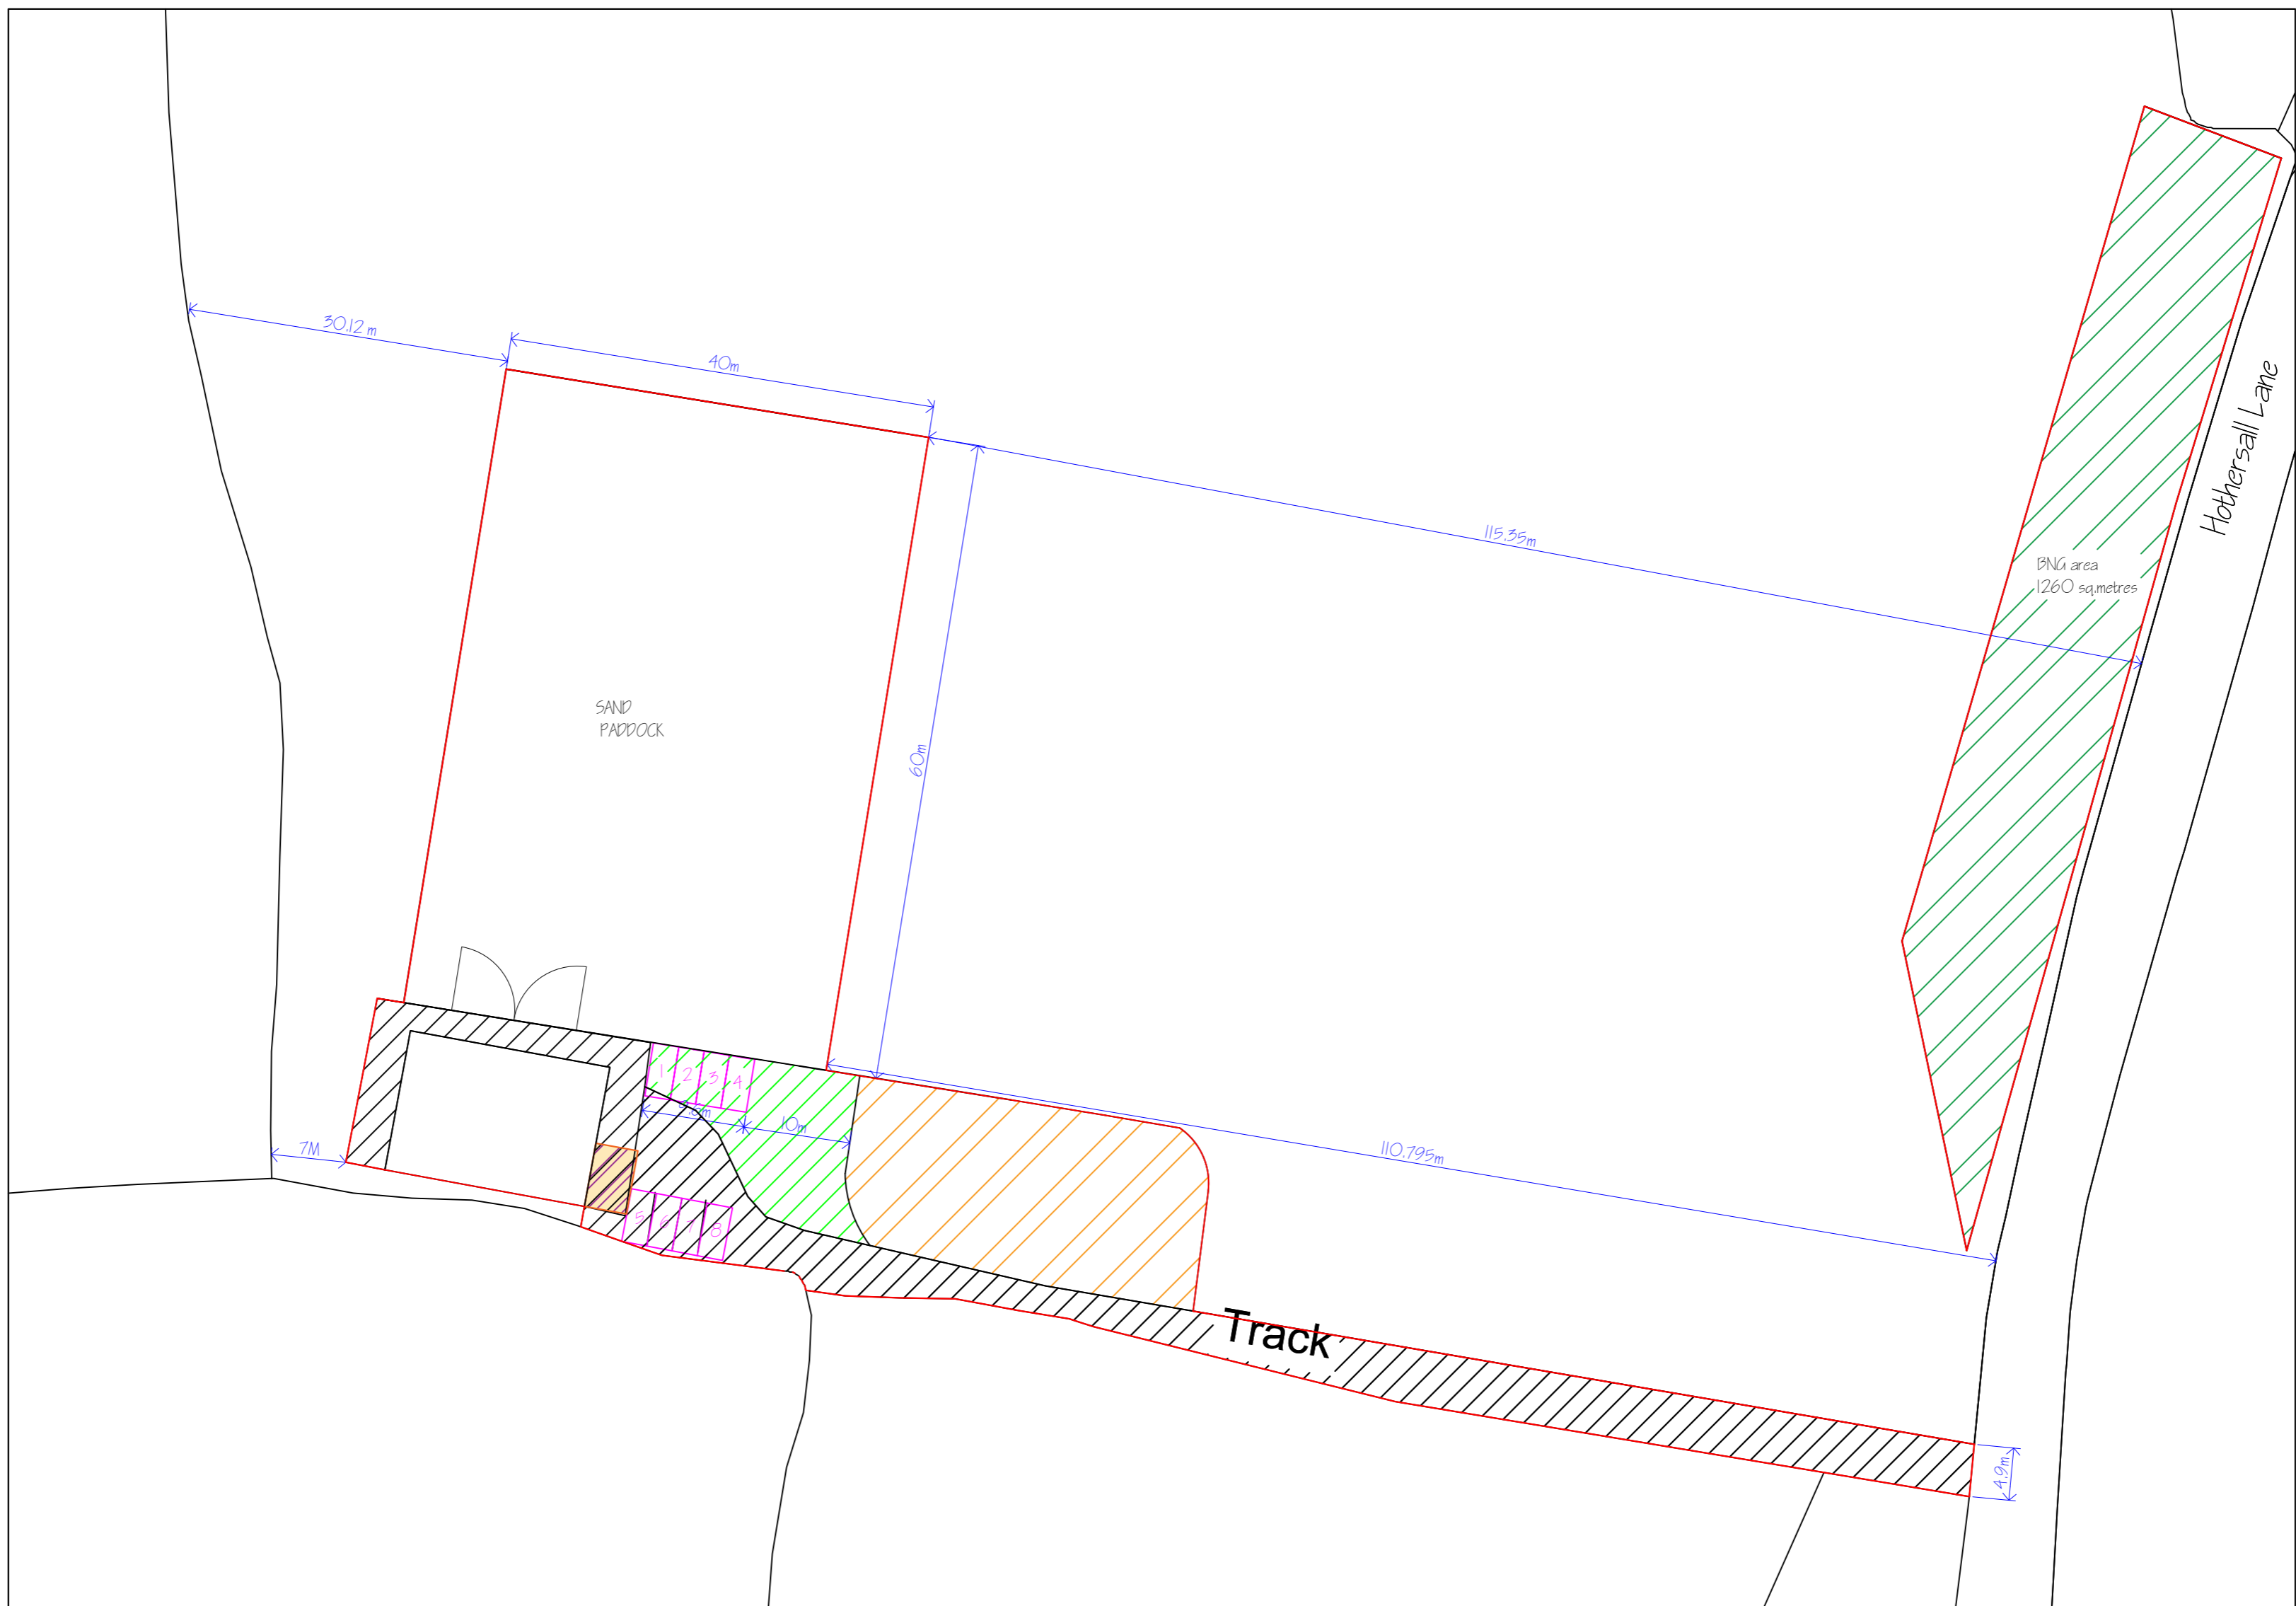 30.12 m
40m
Hothersall Lane
115.35m
BNG area
1260 sq.metres
SAND
PADDOCK
60m
1
2
3
4
10m
7M
110.795m
5
6
7
8
Track
4.9m